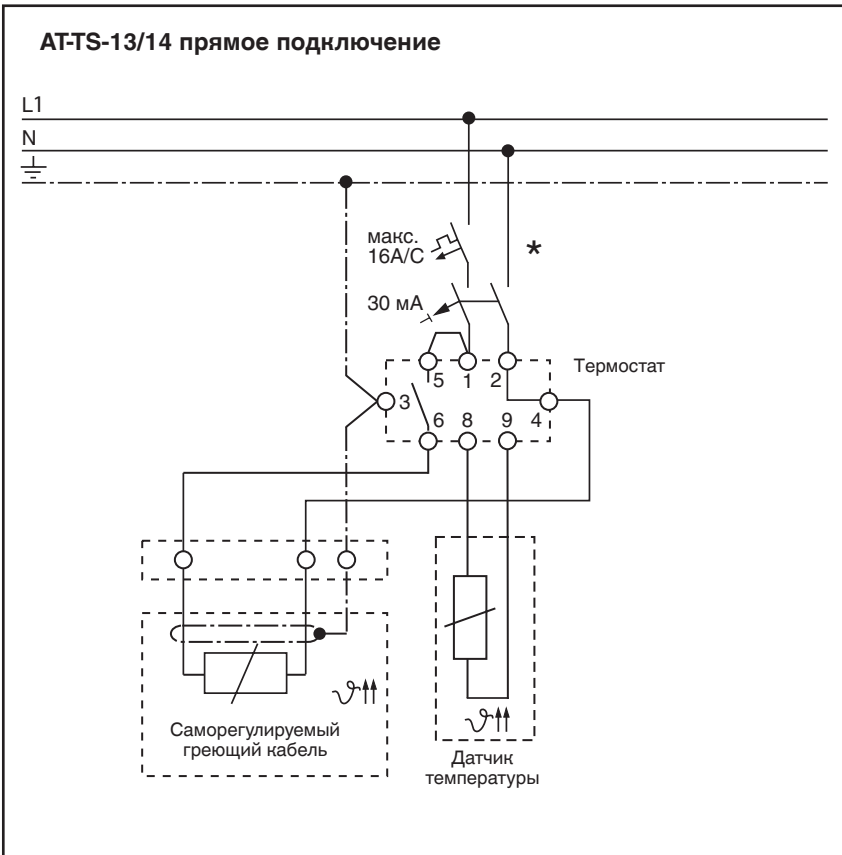 AT-TS-13/14 прямое подключение
L1
N
макс.
16A/C
*
30 мА
Термостат
5 1 2
3
4
6 8 9
Саморегулируемый
греющий кабель
Датчик
температуры